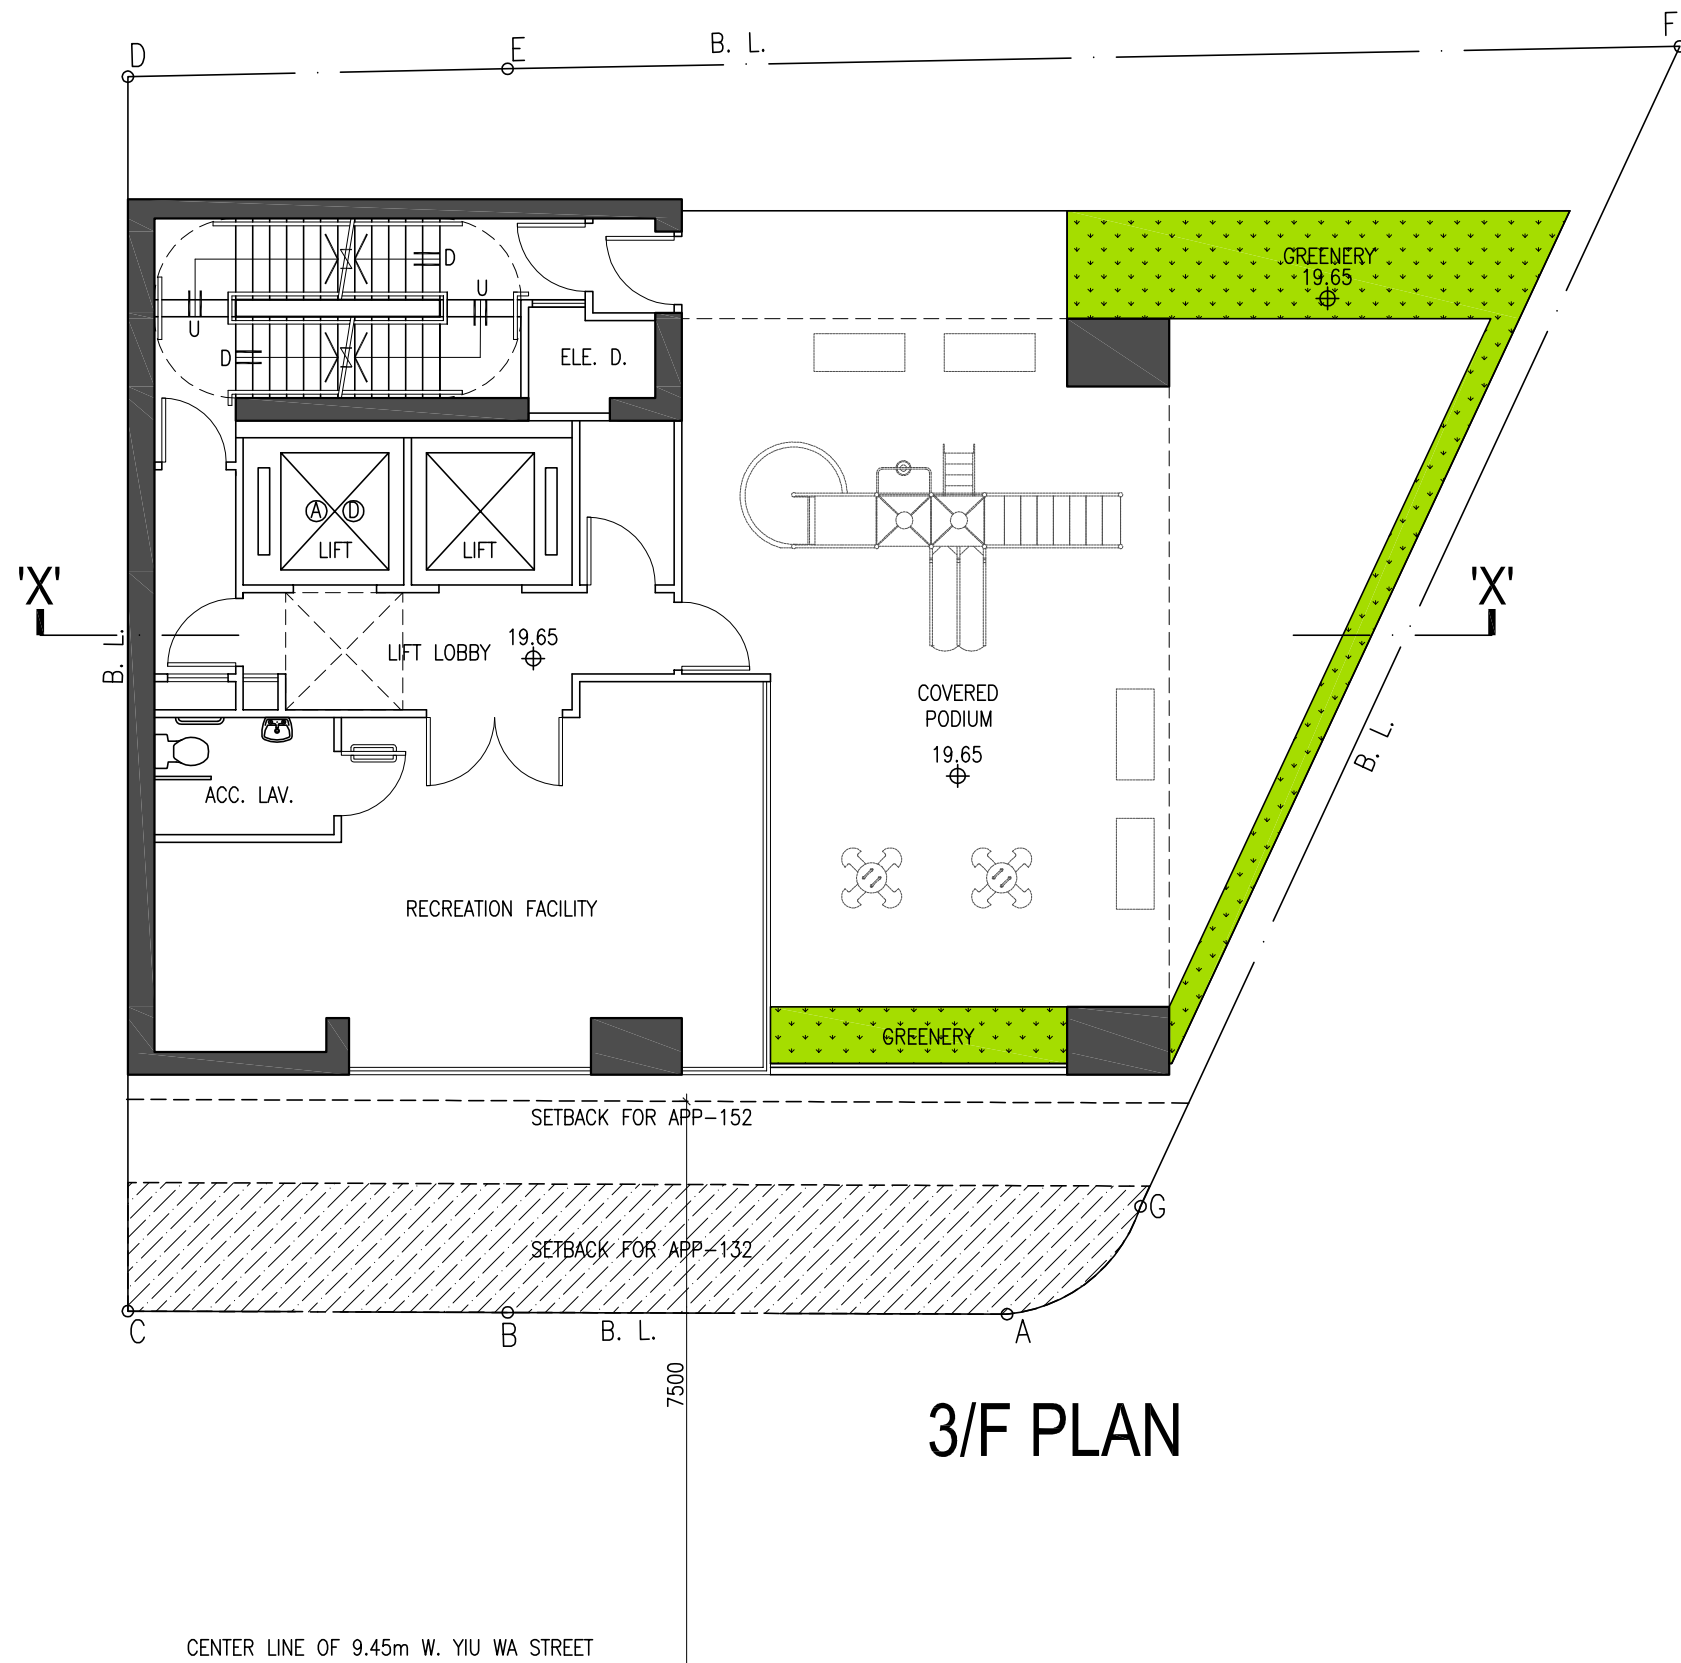 F
D
E
B. L.
GREENERY
19.65
D
U
U
D
ELE. D.
A
D
LIFT
LIFT
'X'
'X'
B. L.
LIFT LOBBY
19.65
COVERED
PODIUM
19.65
B. L.
ACC. LAV.
RECREATION FACILITY
GREENERY
SETBACK FOR APP-152
G
SETBACK FOR APP-132
C
B
B. L.
A
7500
3/F PLAN
CENTER LINE OF 9.45m W. YIU WA STREET